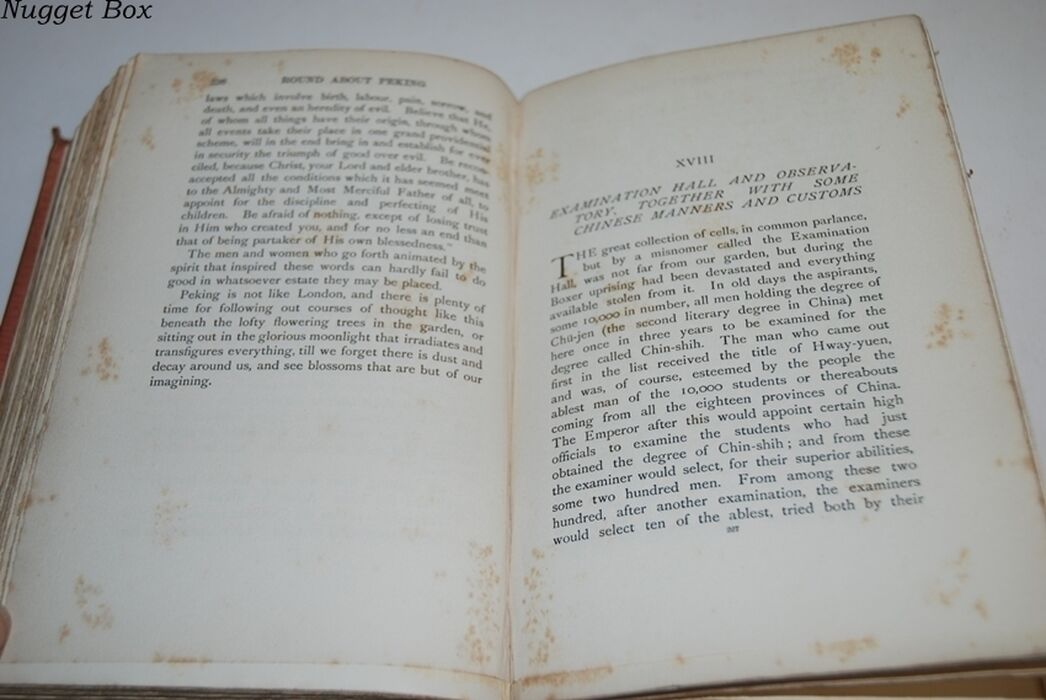 Nugget Box
ROUND ABOUT PEKING
laws which involve birth, labour, pain, sorrow, and
death, and even an heredity of evil. Believe that He,
of whom all things have their origin, through whom
all events take their place in one grand providential
scheme, will in the end bring in and establish for ever
in security the triumph of good over evil. Be recon-
ciled, because Christ, your Lord and elder brother, has
accepted all the conditions which it has seemed meet
to the Almighty and Most Merciful Father of all, to
appoint for the discipline and perfecting of His
children. Be afraid of nothing, except of losing trust
in Him who created you, and for no less an end than
that of being partaker of His own blessedness."
The men and women who go forth animated by the
spirit that inspired these words can hardly fail to do
good in whatsoever estate they may be placed.
Peking is not like London, and there is plenty of
time for following out courses of thought like this
beneath the lofty flowering trees in the garden, or
sitting out in the glorious moonlight that irradiates and
transfigures everything, till we forget there is dust and
decay around us, and see blossoms that are but of our
imagining.
XVIII
EXAMINATION HALL AND OBSERVA-
TORY, TOGETHER WITH SOME
CHINESE MANNERS AND CUSTOMS
THE great collection of cells, in common parlance,
but by a misnomer called the Examination
Hall, was not far from our garden, but during the
Boxer uprising had been devastated and everything
available stolen from it. In old days the aspirants,
some 10,000 in number, all men holding the degree of
Chü-jen (the second literary degree in China) met
here once in three years to be examined for the
degree called Chin-shih. The man who came out
first in the list received the title of Hway-yuen,
and was, of course, esteemed by the people the
ablest man of the 10,000 students or thereabouts
coming from all the eighteen provinces of China.
The Emperor after this would appoint certain high
officials to examine the students who had just
obtained the degree of Chin-shih; and from these
the examiner would select, for their superior abilities,
some two hundred men. From among these two
hundred, after another examination, the examiners
would select ten of the ablest, tried both by their